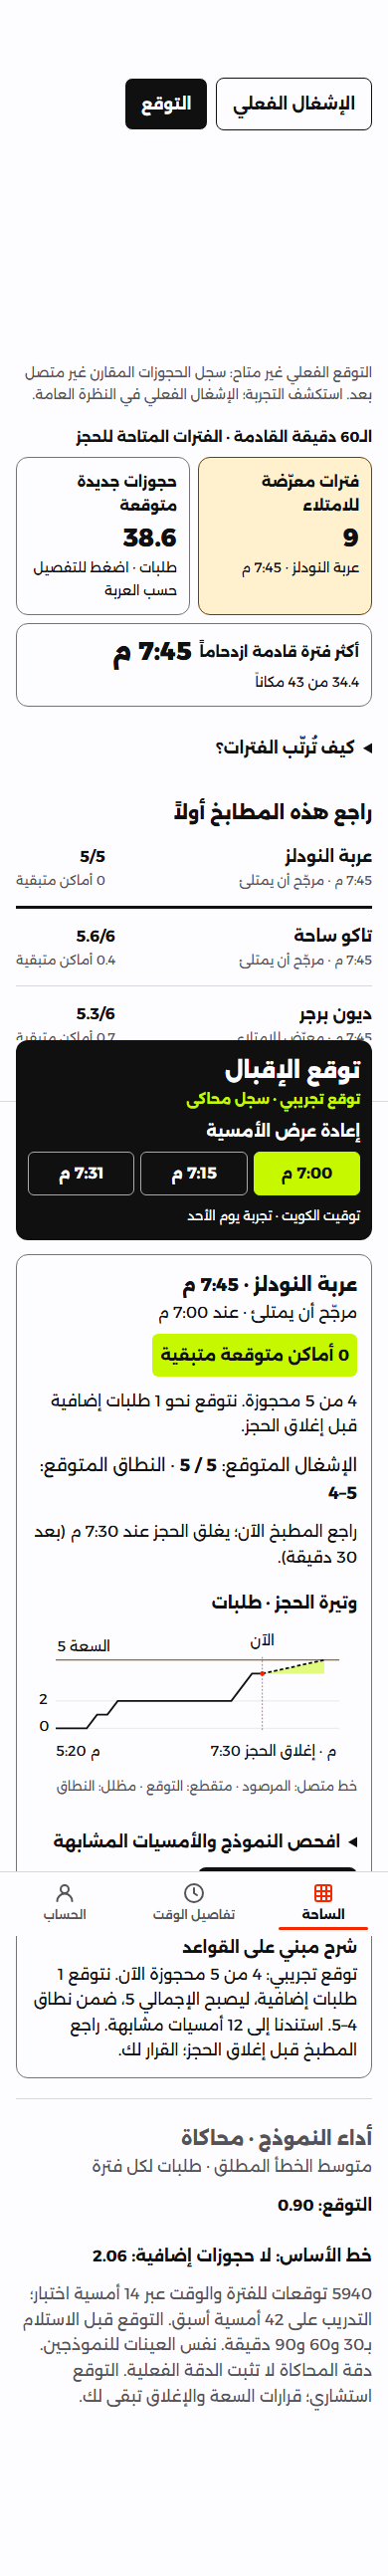 الإشغال الفعلي
التوقع
التوقع الفعلي غير متاح: سجل الحجوزات المقارن غير متصل
بعد. استكشف التجربة؛ الإشغال الفعلي في النظرة العامة.
الـ60 دقيقة القادمة · الفترات المتاحة للحجز
فترات معرّضة
للامتلاء
9
عربة النودلز · 7:45 م
حجوزات جديدة
متوقعة
38.6
طلبات · اضغط للتفصيل
حسب العربة
أكثر فترة قادمة ازدحاماً 7:45 م
34.4 من 43 مكاناً
كيف تُرتّب الفترات؟
راجع هذه المطابخ أولاً
عربة النودلز
5/5
7:45 م · مرجّح أن يمتلئ
0 أماكن متبقية
تاكو ساحة
5.6/6
7:45 م · مرجّح أن يمتلئ
0.4 أماكن متبقية
ديون برجر
5.3/6
7:45 م · معرّض للامتلاء
0.7 أماكن متبقية
توقع الإقبال
توقع تجريبي · سجل محاكى
إعادة عرض الأمسية
7:00 م
7:15 م
7:31 م
توقيت الكويت · تجربة يوم الأحد
عربة النودلز · 7:45 م
مرجّح أن يمتلئ · عند 7:00 م
0 أماكن متوقعة متبقية
4 من 5 محجوزة. نتوقع نحو 1 طلبات إضافية
قبل إغلاق الحجز.
الإشغال المتوقع: 5 / 5 · النطاق المتوقع:
4–5
راجع المطبخ الآن؛ يغلق الحجز عند 7:30 م (بعد
30 دقيقة).
وتيرة الحجز · طلبات
الآن
السعة 5
2
0
5:20 م
م · إغلاق الحجز 7:30
خط متصل: المرصود · متقطع: التوقع · مظلل: النطاق
افحص النموذج والأمسيات المشابهة
الساحة
تفاصيل الوقت
الحساب
شرح مبني على القواعد
توقع تجريبي: 4 من 5 محجوزة الآن. نتوقع 1
طلبات إضافية، ليصبح الإجمالي 5، ضمن نطاق
4–5. استندنا إلى 12 أمسيات مشابهة. راجع
المطبخ قبل إغلاق الحجز؛ القرار لك.
أداء النموذج · محاكاة
متوسط الخطأ المطلق · طلبات لكل فترة
التوقع: 0.90
خط الأساس: لا حجوزات إضافية: 2.06
5940 توقعات للفترة والوقت عبر 14 أمسية اختبار؛
التدريب على 42 أمسية أسبق. التوقع قبل الاستلام
بـ30 و60 و90 دقيقة. نفس العينات للنموذجين.
دقة المحاكاة لا تثبت الدقة الفعلية. التوقع
استشاري؛ قرارات السعة والإغلاق تبقى لك.